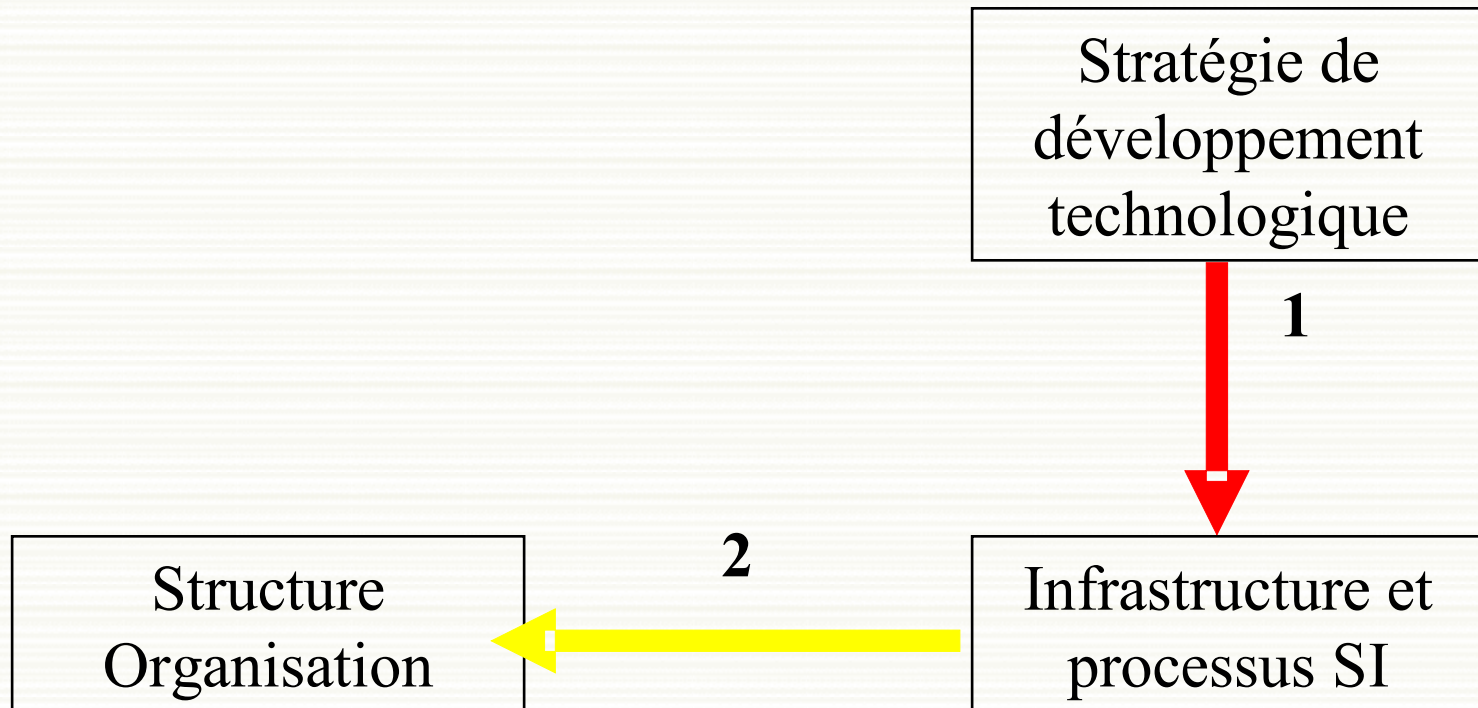 Stratégie de
développement
technologique
1
2
Structure
Organisation
Infrastructure et
processus SI